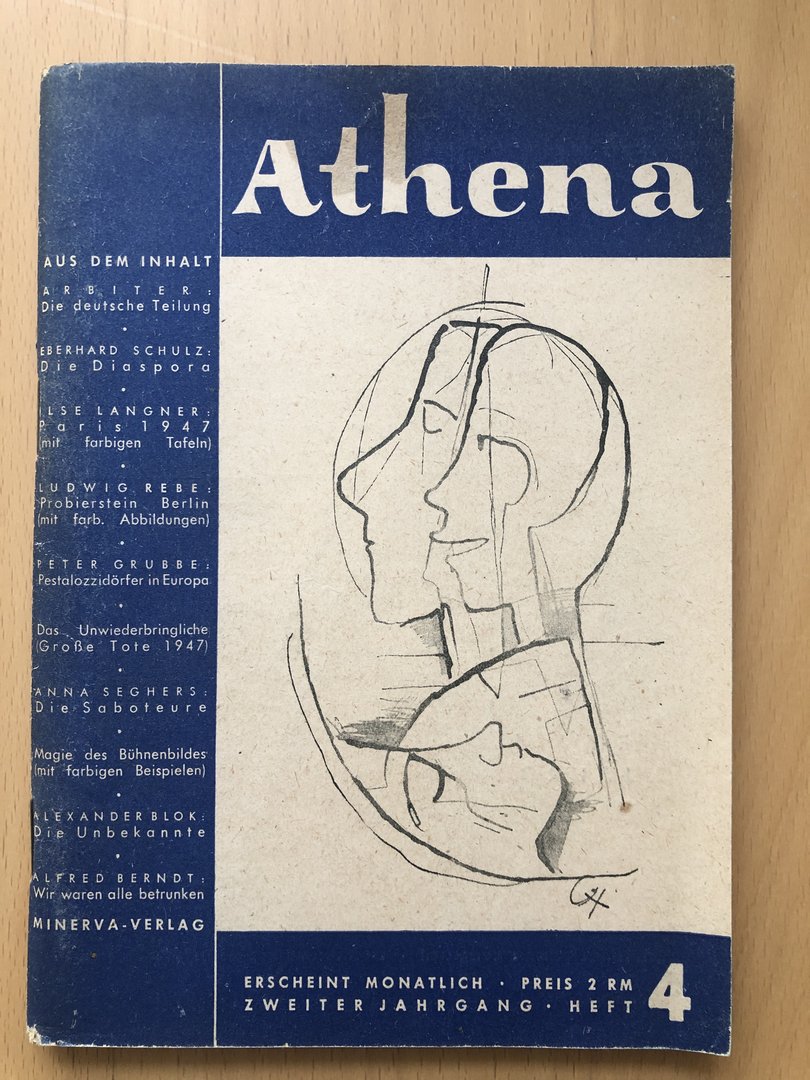 Athena
AUS DEM INHALT
ARBITER:
Die deutsche Teilung
EBERHARD SCHULZ:
Die Diaspora
ILSE LANGNER:
Paris 1947
(mit farbigen Tafeln)
LUDWIG REBE:
Probierstein Berlin
(mit farb. Abbildungen)
PETER GRUBBE:
Pestalozzidörfer in Europa
Das Unwiederbringliche
(Große Tote 1947)
ANNA SEGHERS:
Die Saboteure
Magie des Bühnenbildes
(mit farbigen Beispielen)
ALEXANDER BLOK:
Die Unbekannte
ALFRED BERNDT:
Wir waren alle betrunken
MINERVA-VERLAG
ERSCHEINT MONATLICH · PREIS 2 RM
ZWEITER JAHRGANG · HEFT 4